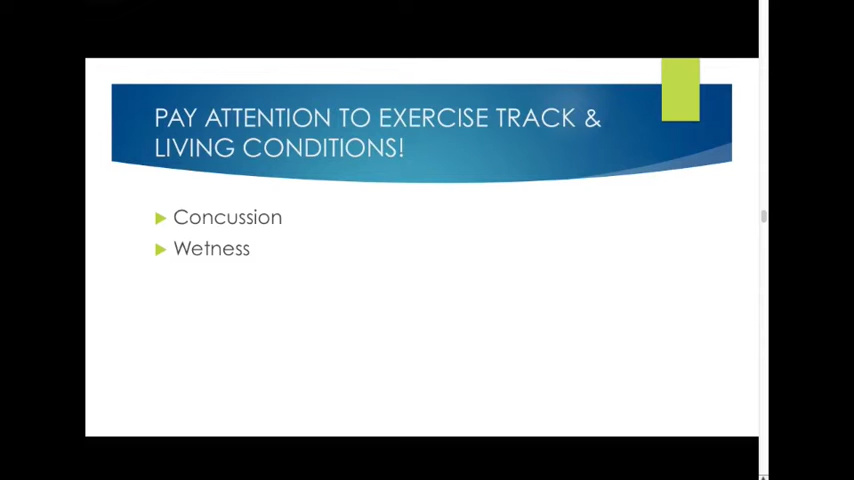 PAY ATTENTION TO EXERCISE TRACK &
LIVING CONDITIONS!
Concussion
Wetness